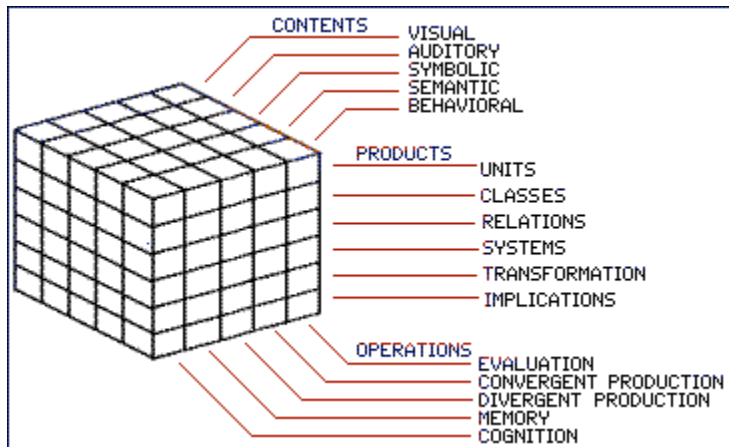 CONTENTS
VISUAL
AUDITORY
SYMBOLIC
SEMANTIC
BEHAVIORAL
PRODUCTS
UNITS
CLASSES
RELATIONS
SYSTEMS
TRANSFORMATION
IMPLICATIONS
OPERATIONS
EVALUATION
CONVERGENT PRODUCTION
DIVERGENT PRODUCTION
MEMORY
COGNITION